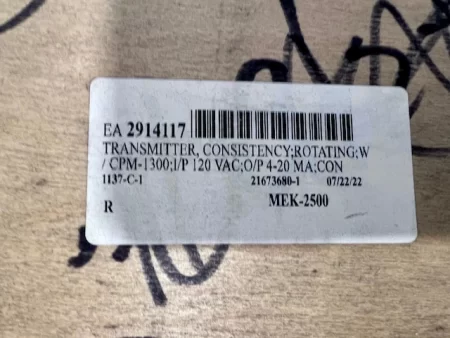 EA 2914117
TRANSMITTER, CONSISTENCY;ROTATING;W
/ CPM-1300;I/P 120 VAC;O/P 4-20 MA;CON
1137-C-1 21673680-1 07/22/22
R MEK-2500